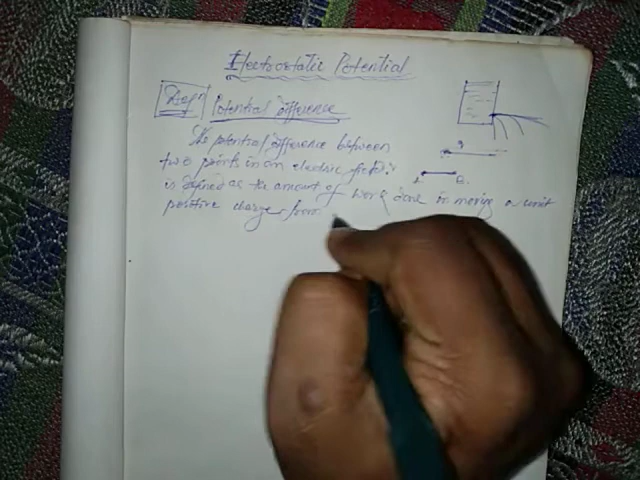 Electrostatic Potential
Defn Potential difference
The potential difference between
two points in an electric field
is defined as the amount of work done in moving a unit
positive charge from